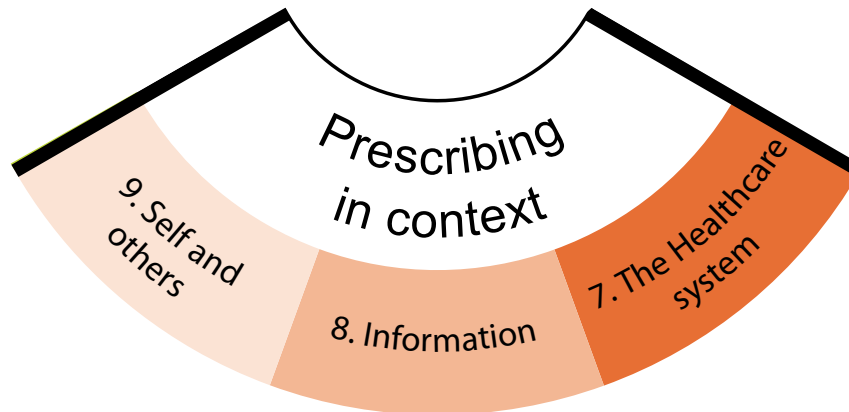 Prescribing
in context
9. Self and
others
8. Information
7. The Healthcare
system